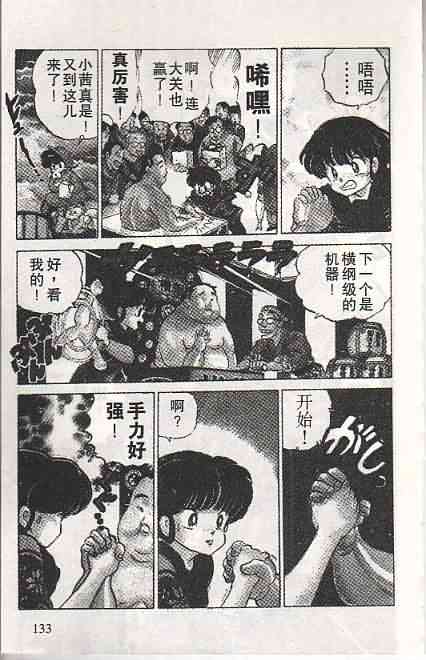 唔唔
……
唏嘿！
啊！连
大关也
赢了！
真厉害！
小茜真是！
又到这儿
来了！
下一个是
横纲级的
机器！
好，看
我的！
开始！
ガシ
啊？
手力好
强！
133